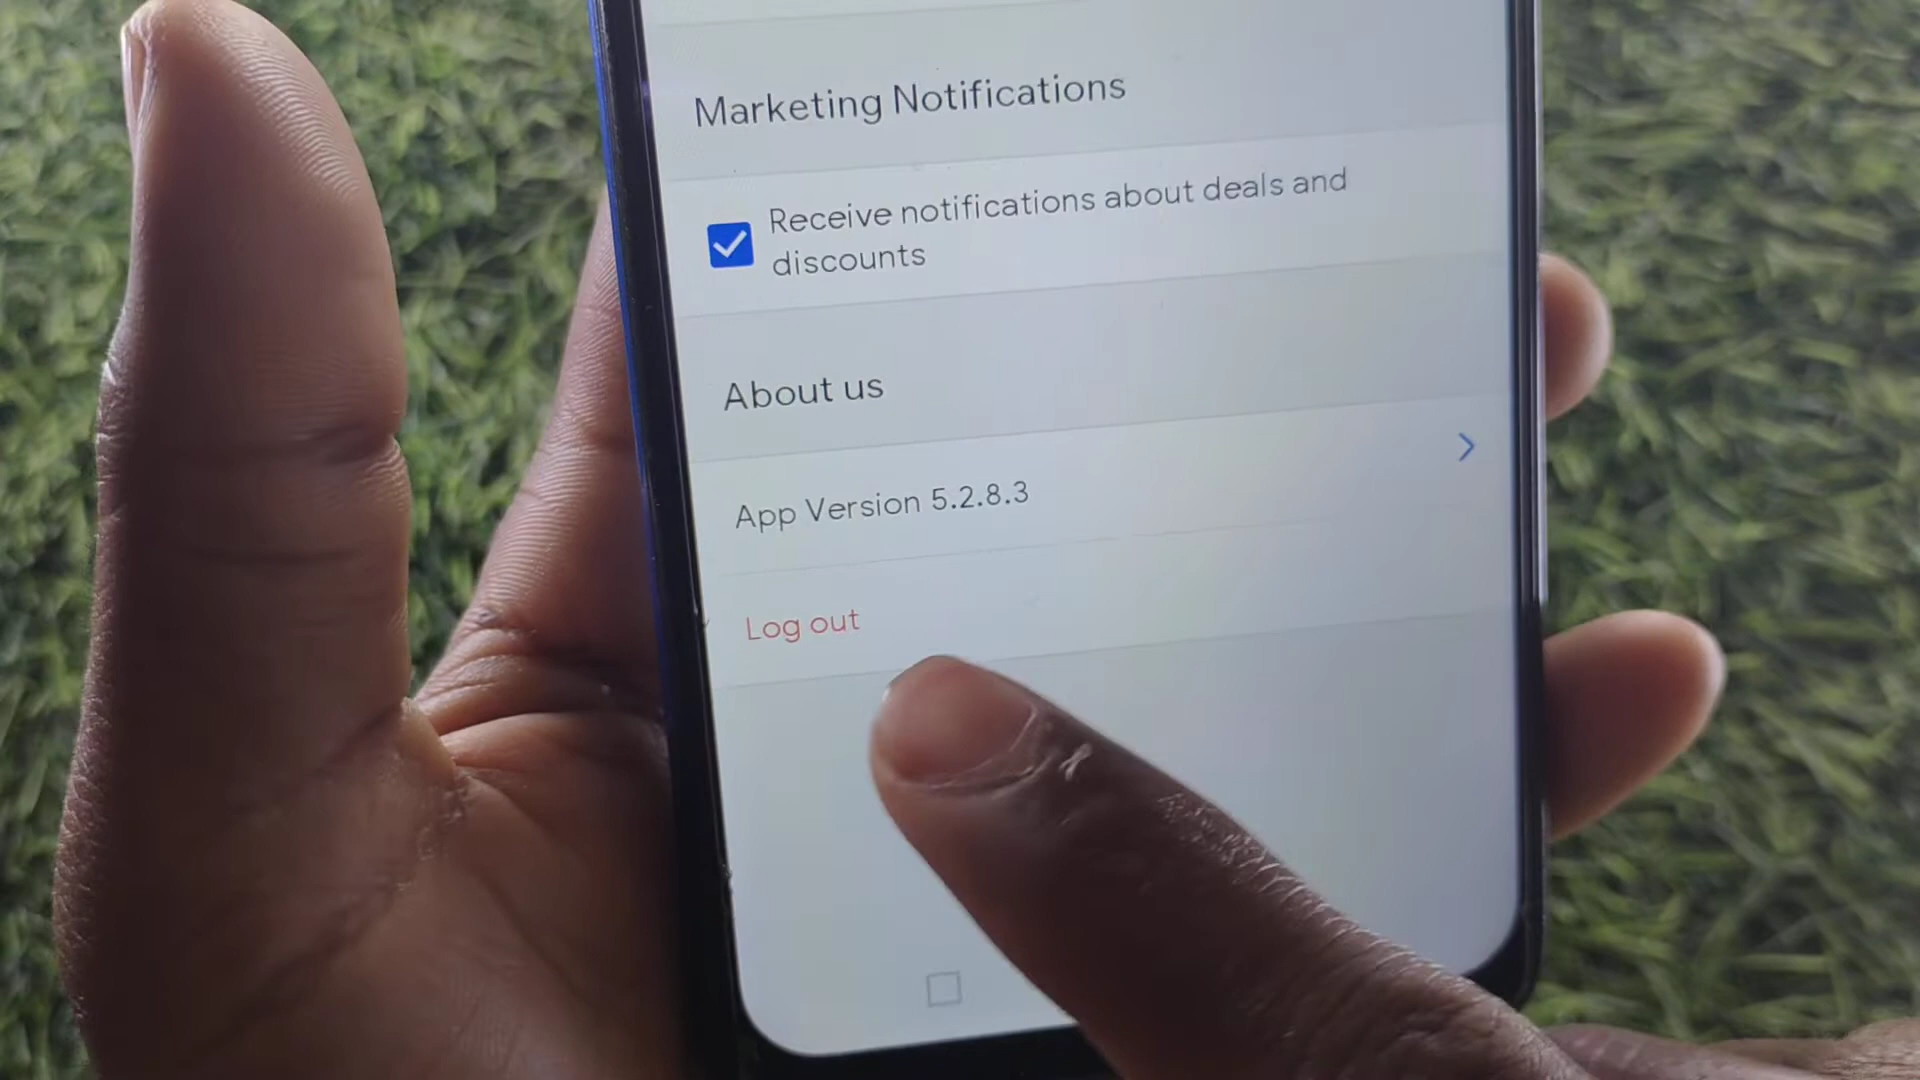 Marketing Notifications
Receive notifications about deals and
discounts
About us
App Version 5.2.8.3
Log out